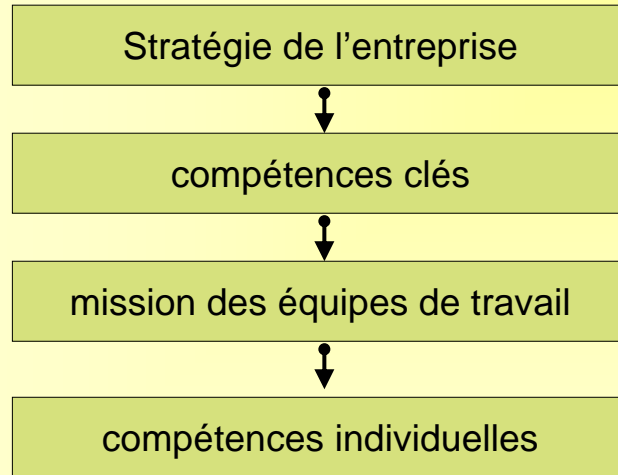 Stratégie de l’entreprise
compétences clés
mission des équipes de travail
compétences individuelles